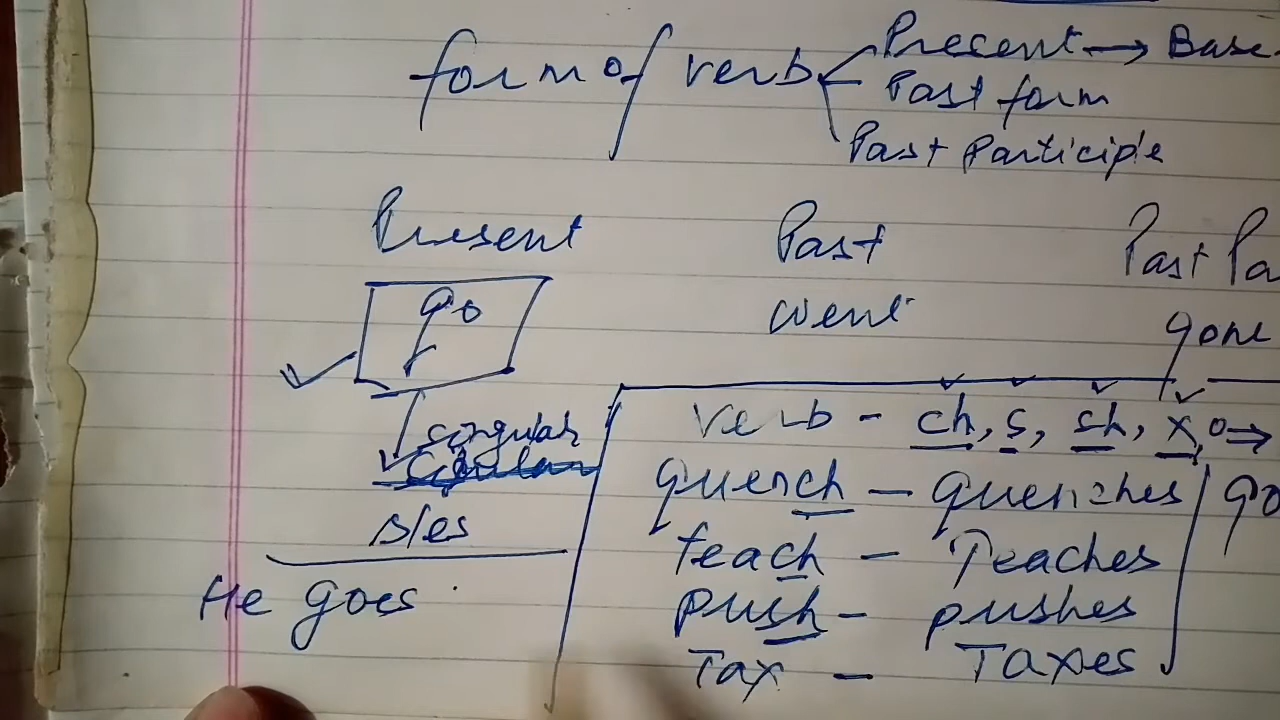 form of verb
Present → Base
Past form
Past Participle
Present Past Past Pa
go went gone
singular
s/es
He goes
verb - ch, s, sh, x, o →
quench - quenches go
teach - Teaches
push - pushes
Tax - Taxes